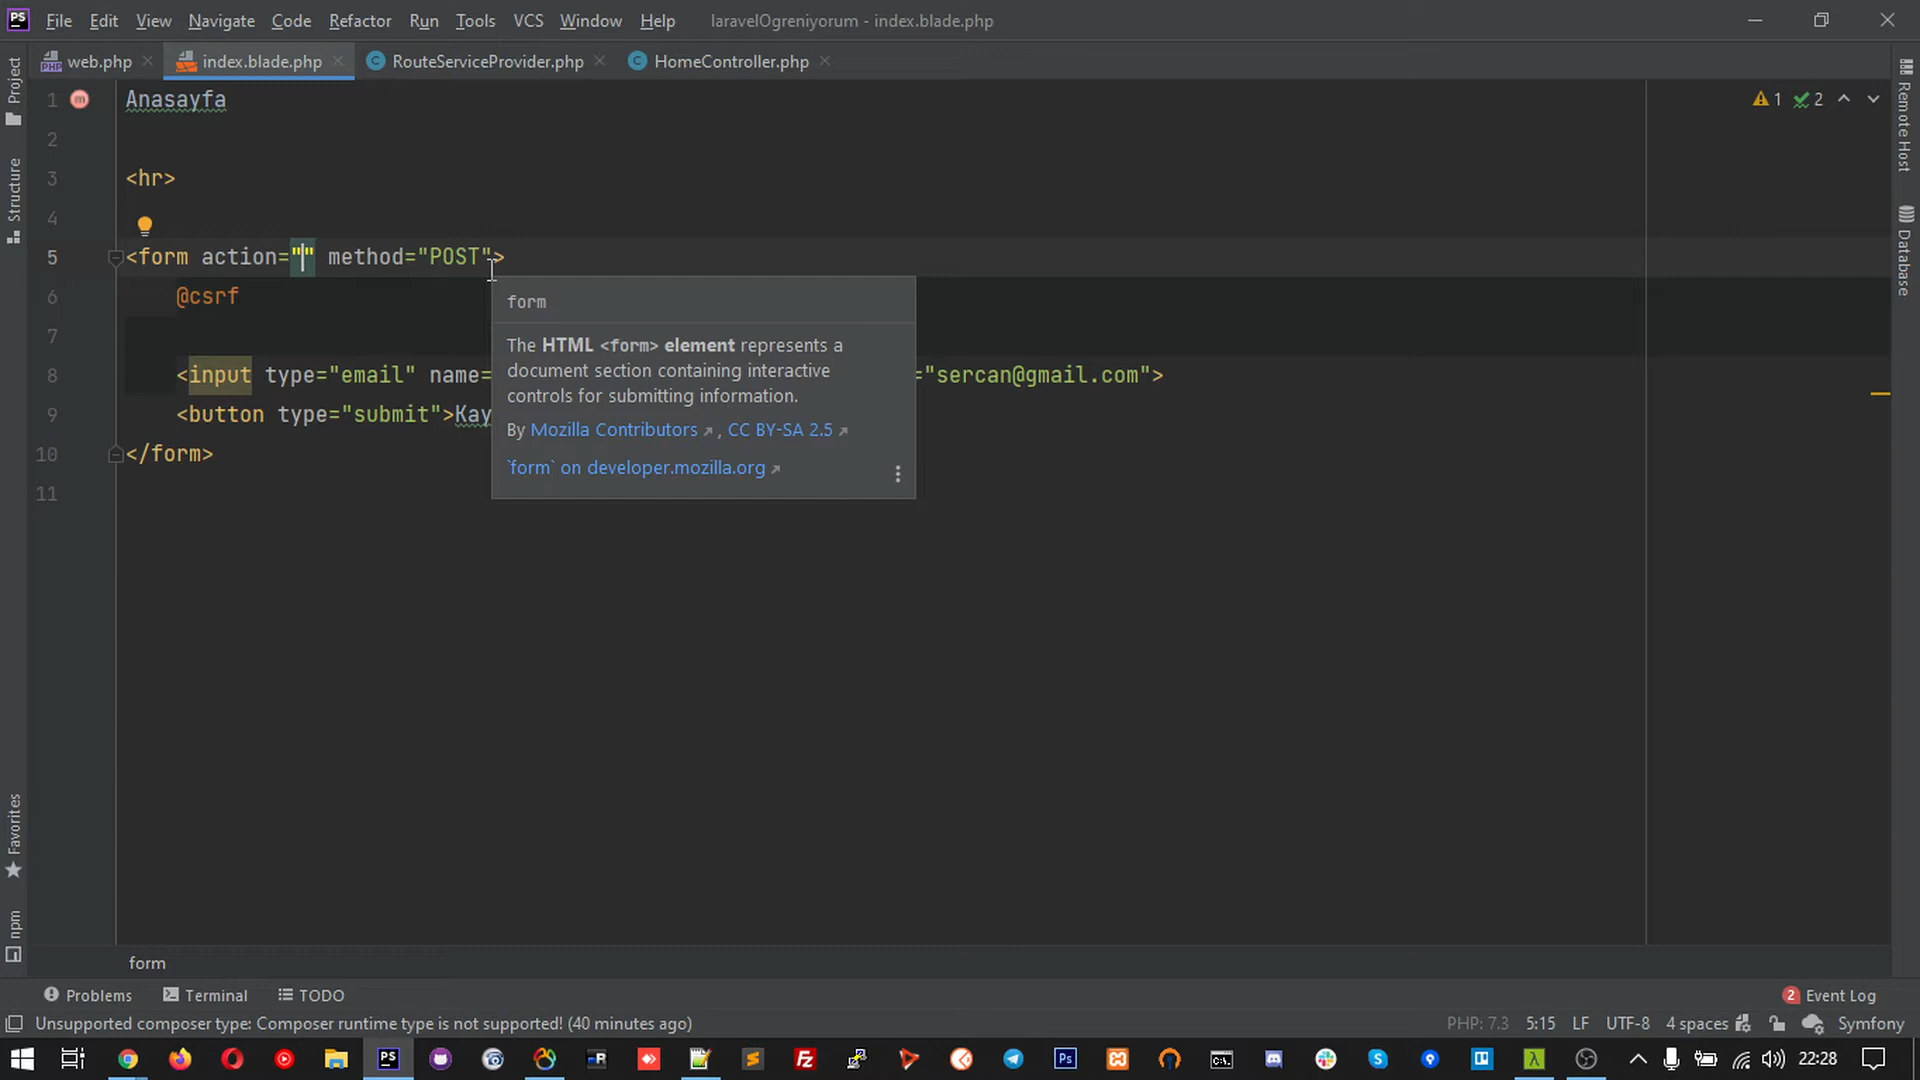 PS File Edit View Navigate Code Refactor Run Tools VCS Window Help laravelOgreniyorum - index.blade.php
web.php index.blade.php RouteServiceProvider.php HomeController.php
Project
Structure
Favorites
npm
Remote Host
Database
1 Anasayfa
1 2
2
3 <hr>
4
5 <form action="" method="POST">
6 @csrf
7
8 <input type="email" name= ="sercan@gmail.com">
9 <button type="submit">Kay
10 </form>
11
form
The HTML <form> element represents a
document section containing interactive
controls for submitting information.
By Mozilla Contributors , CC BY-SA 2.5
`form` on developer.mozilla.org
form
Problems Terminal TODO 2 Event Log
Unsupported composer type: Composer runtime type is not supported! (40 minutes ago) PHP: 7.3 5:15 LF UTF-8 4 spaces Symfony
22:28